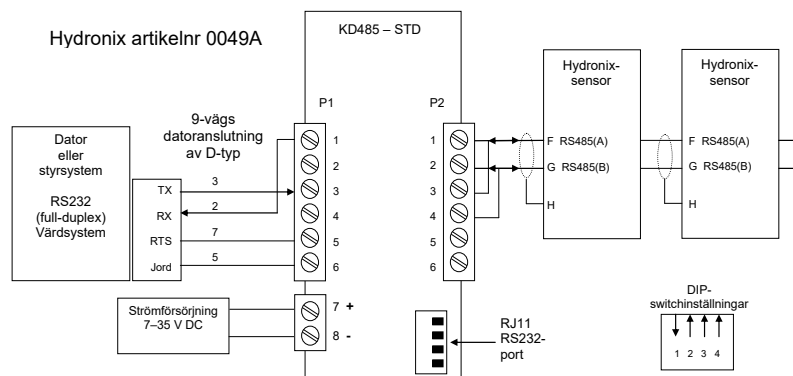 Hydronix artikelnr 0049A
KD485 – STD
P1
P2
9-vägs
datoranslutning
av D-typ
Dator
eller
styrsystem
RS232
(full-duplex)
Värdsystem
TX
RX
RTS
Jord
3
2
7
5
1
2
3
4
5
6
7 +
8 -
Strömförsörjning
7–35 V DC
1
2
3
4
5
6
RJ11
RS232-
port
Hydronix-
sensor
F RS485(A)
G RS485(B)
H
Hydronix-
sensor
F RS485(A)
G RS485(B)
H
DIP-
switchinställningar
1 2 3 4